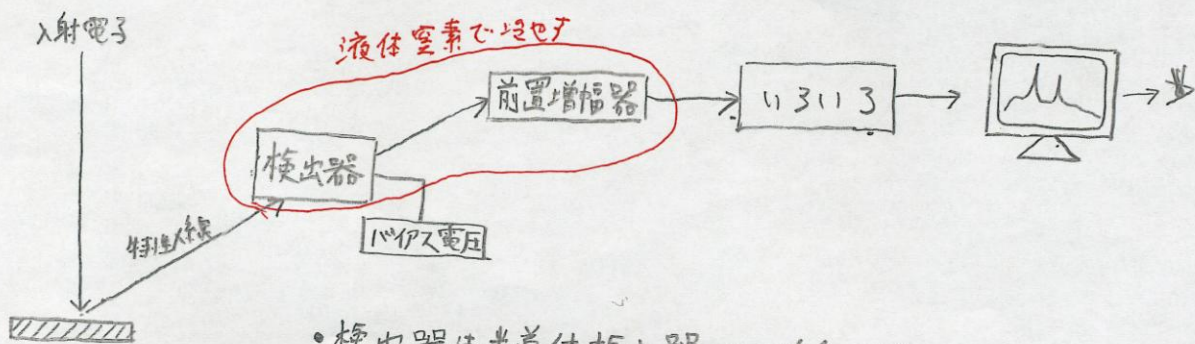 入射電子
液体窒素で冷やす
前置増幅器
いろいろ
検出器
バイアス電圧
特性X線